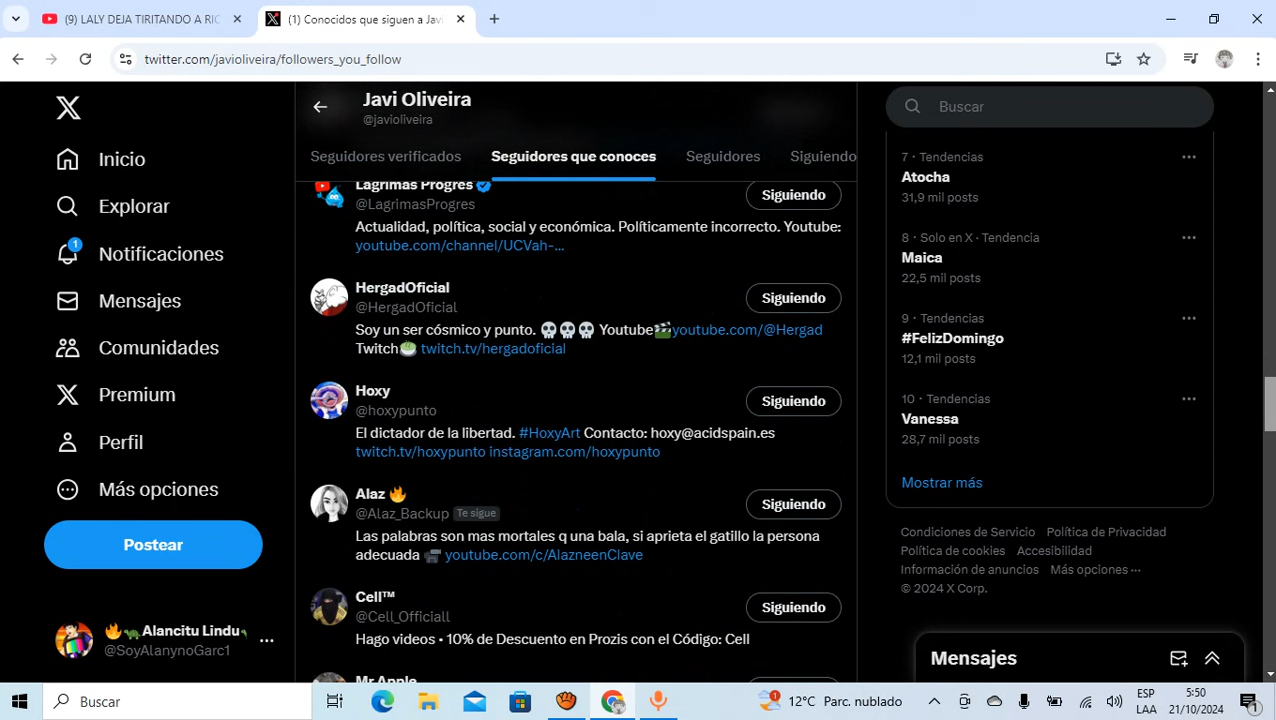 (9) LALY DEJA TIRITANDO A RIC
(1) Conocidos que siguen a Javi
twitter.com/javioliveira/followers_you_follow
Inicio
Explorar
1
Notificaciones
Mensajes
Comunidades
Premium
Perfil
Más opciones
Postear
Alancitu Lindu
@SoyAlanynoGarc1
Javi Oliveira
@javioliveira
Seguidores verificados
Seguidores que conoces
Seguidores
Siguiendo
Lagrimas Progres
@LagrimasProgres
Siguiendo
Actualidad, política, social y económica. Políticamente incorrecto. Youtube:
youtube.com/channel/UCVah-...
HergadOficial
@HergadOficial
Siguiendo
Soy un ser cósmico y punto. 💀💀💀 Youtube🎬youtube.com/@Hergad
Twitch🍵 twitch.tv/hergadoficial
Hoxy
@hoxypunto
Siguiendo
El dictador de la libertad. #HoxyArt Contacto: hoxy@acidspain.es
twitch.tv/hoxypunto instagram.com/hoxypunto
Alaz 🔥
@Alaz_Backup Te sigue
Siguiendo
Las palabras son mas mortales q una bala, si aprieta el gatillo la persona
adecuada 🔫 youtube.com/c/AlazneenClave
Cell™
@Cell_Officiall
Siguiendo
Hago videos • 10% de Descuento en Prozis con el Código: Cell
Mr Apple
Buscar
7 · Tendencias
Atocha
31,9 mil posts
8 · Solo en X · Tendencia
Maica
22,5 mil posts
9 · Tendencias
#FelizDomingo
12,1 mil posts
10 · Tendencias
Vanessa
28,7 mil posts
Mostrar más
Condiciones de Servicio Política de Privacidad
Política de cookies Accesibilidad
Información de anuncios Más opciones ···
© 2024 X Corp.
Mensajes
Buscar
1
12°C Parc. nublado
ESP
LAA
5:50
21/10/2024
1